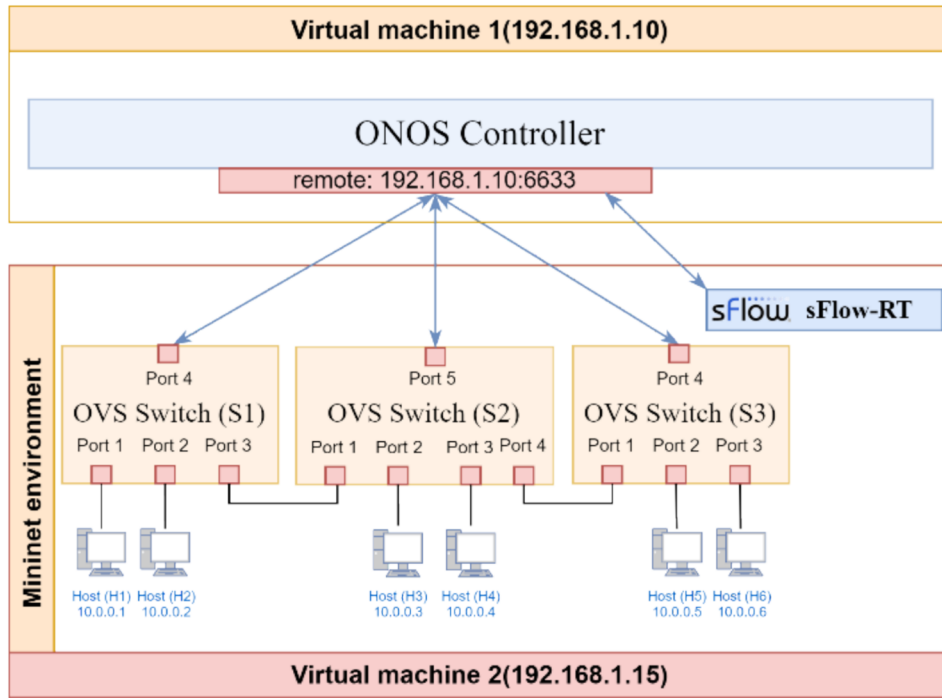 Virtual machine 1(192.168.1.10)
ONOS Controller
remote: 192.168.1.10:6633
sFlow sFlow-RT
Mininet environment
Port 4
OVS Switch (S1)
Port 1 Port 2 Port 3
Port 5
OVS Switch (S2)
Port 1 Port 2 Port 3 Port 4
Port 4
OVS Switch (S3)
Port 1 Port 2 Port 3
Host (H1)
10.0.0.1
Host (H2)
10.0.0.2
Host (H3)
10.0.0.3
Host (H4)
10.0.0.4
Host (H5)
10.0.0.5
Host (H6)
10.0.0.6
Virtual machine 2(192.168.1.15)